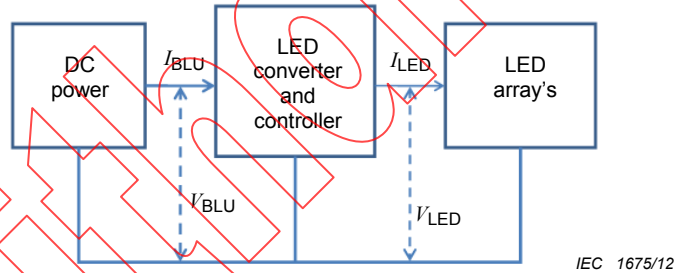 DC
power
I_BLU
LED
converter
and
controller
I_LED
LED
array's
V_BLU
V_LED
IEC 1675/12